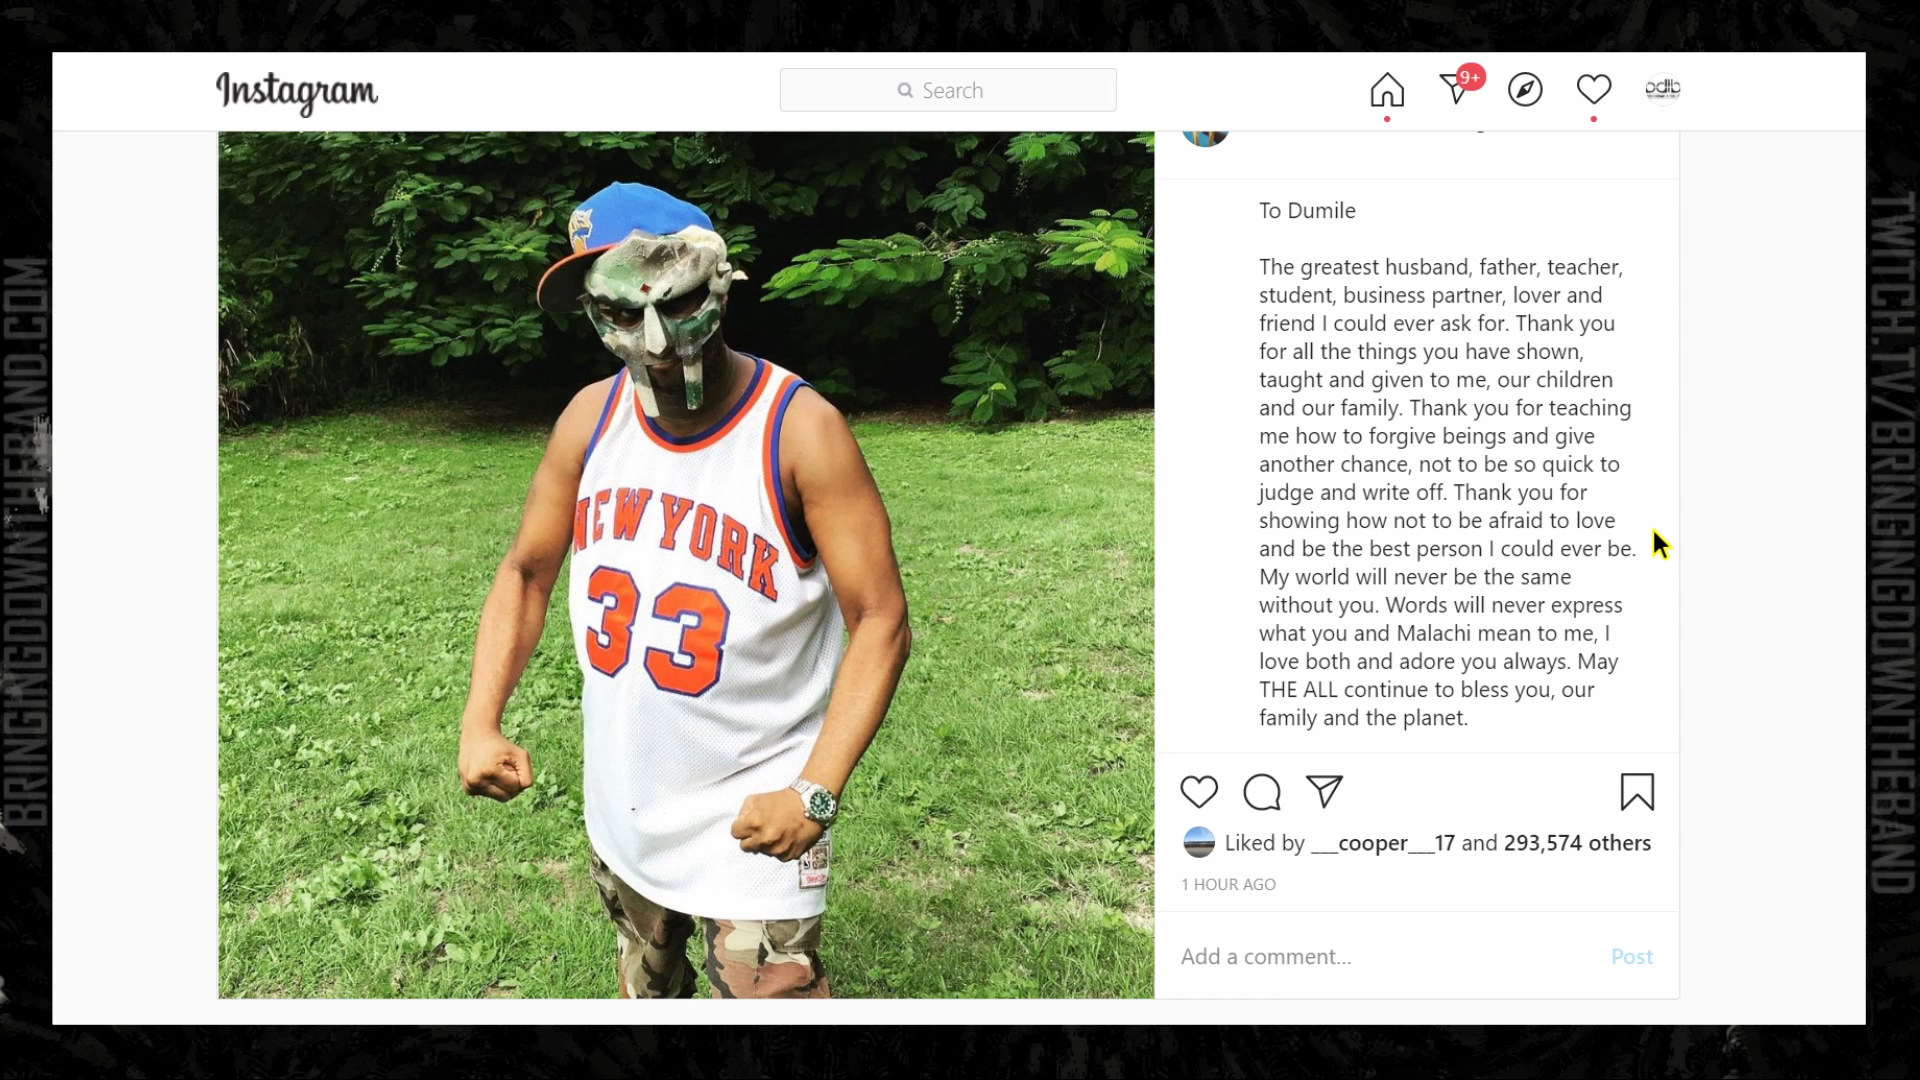 Instagram
Search
9+
To Dumile
The greatest husband, father, teacher,
student, business partner, lover and
friend I could ever ask for. Thank you
for all the things you have shown,
taught and given to me, our children
and our family. Thank you for teaching
me how to forgive beings and give
another chance, not to be so quick to
judge and write off. Thank you for
showing how not to be afraid to love
and be the best person I could ever be.
My world will never be the same
without you. Words will never express
what you and Malachi mean to me, I
love both and adore you always. May
THE ALL continue to bless you, our
family and the planet.
Liked by ___cooper___17 and 293,574 others
1 HOUR AGO
Add a comment...
Post
NEW YORK
33
BRINGINGDOWNTHEBAND.COM
TWITCH.TV/BRINGINGDOWNTHEBAND